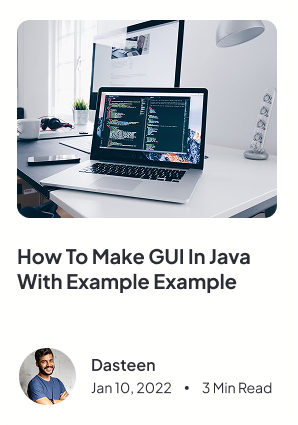 How To Make GUI In Java
With Example Example
Dasteen
Jan 10, 2022 • 3 Min Read